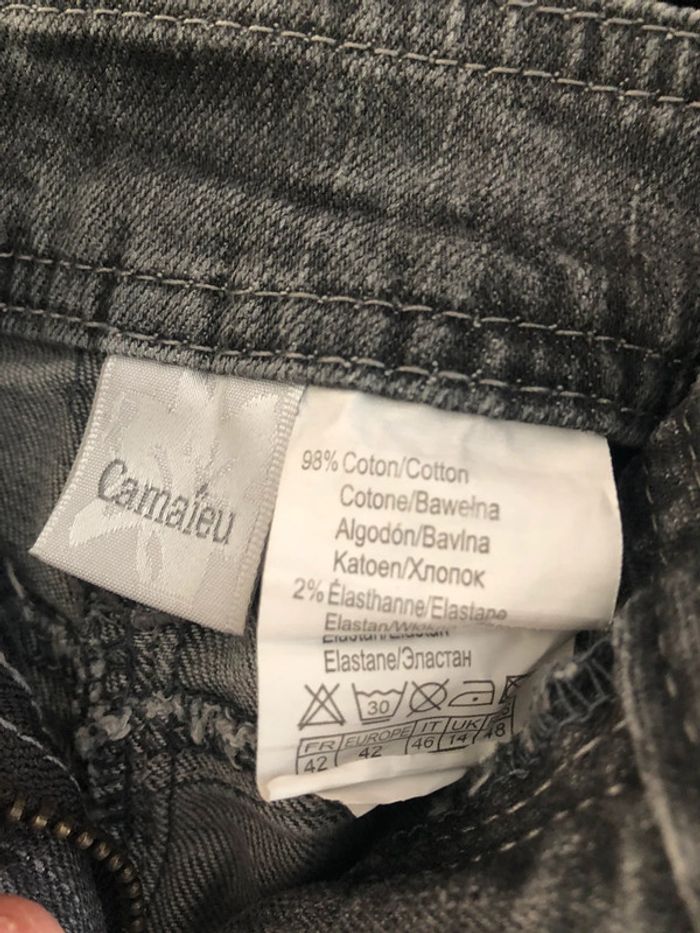 Camaïeu
98% Coton/Cotton
Cotone/Bawełna
Algodón/Bavlna
Katoen/Хлопок
2% Élasthanne/Elastane
Elastane/Эластан
30
FR EUROPE IT UK
42 42 46 14 48